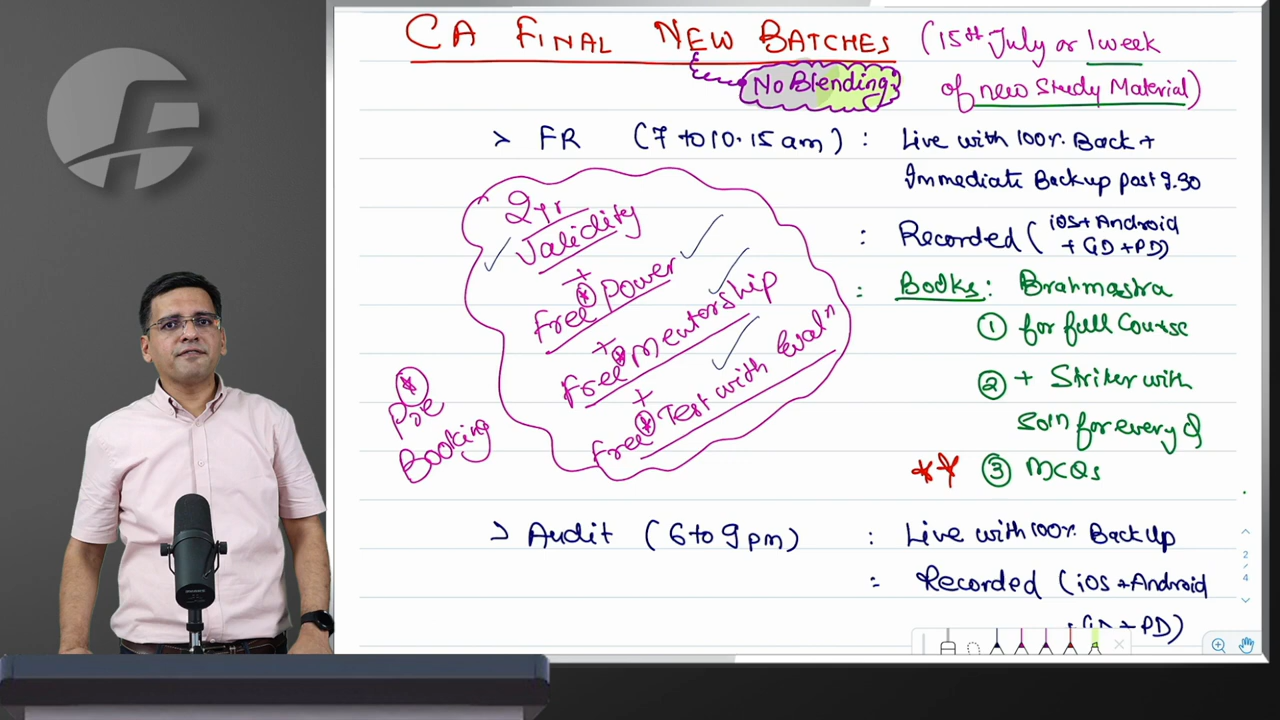 CA FINAL NEW BATCHES (15th July or 1 week
No Blending of new Study Material)
> FR (7 to 10.15 am) : Live with 100% Back +
Immediate Backup post 9.30
: Recorded (iOS + Android
+ GD + PD)
2 yr
Validity
+
Free * Power
+
Free * Mentorship
+
Free * Test with Evaln
* Pre
Booking
: Books : Brahmastra
① for full Course
② + Striker with
Soln for every Q
** ③ MCQs
> Audit (6 to 9 pm) : Live with 100% Back Up
: Recorded (iOS + Android
+ GD + PD)
2
4